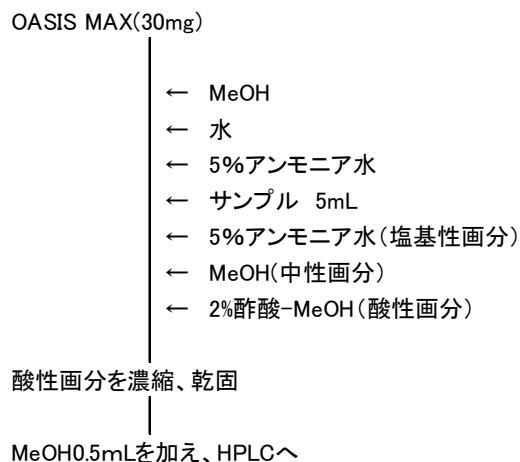 OASIS MAX(30mg)
← MeOH
← 水
← 5%アンモニア水
← サンプル 5mL
← 5%アンモニア水(塩基性画分)
← MeOH(中性画分)
← 2%酢酸-MeOH(酸性画分)
酸性画分を濃縮、乾固
MeOH0.5mLを加え、HPLCへ